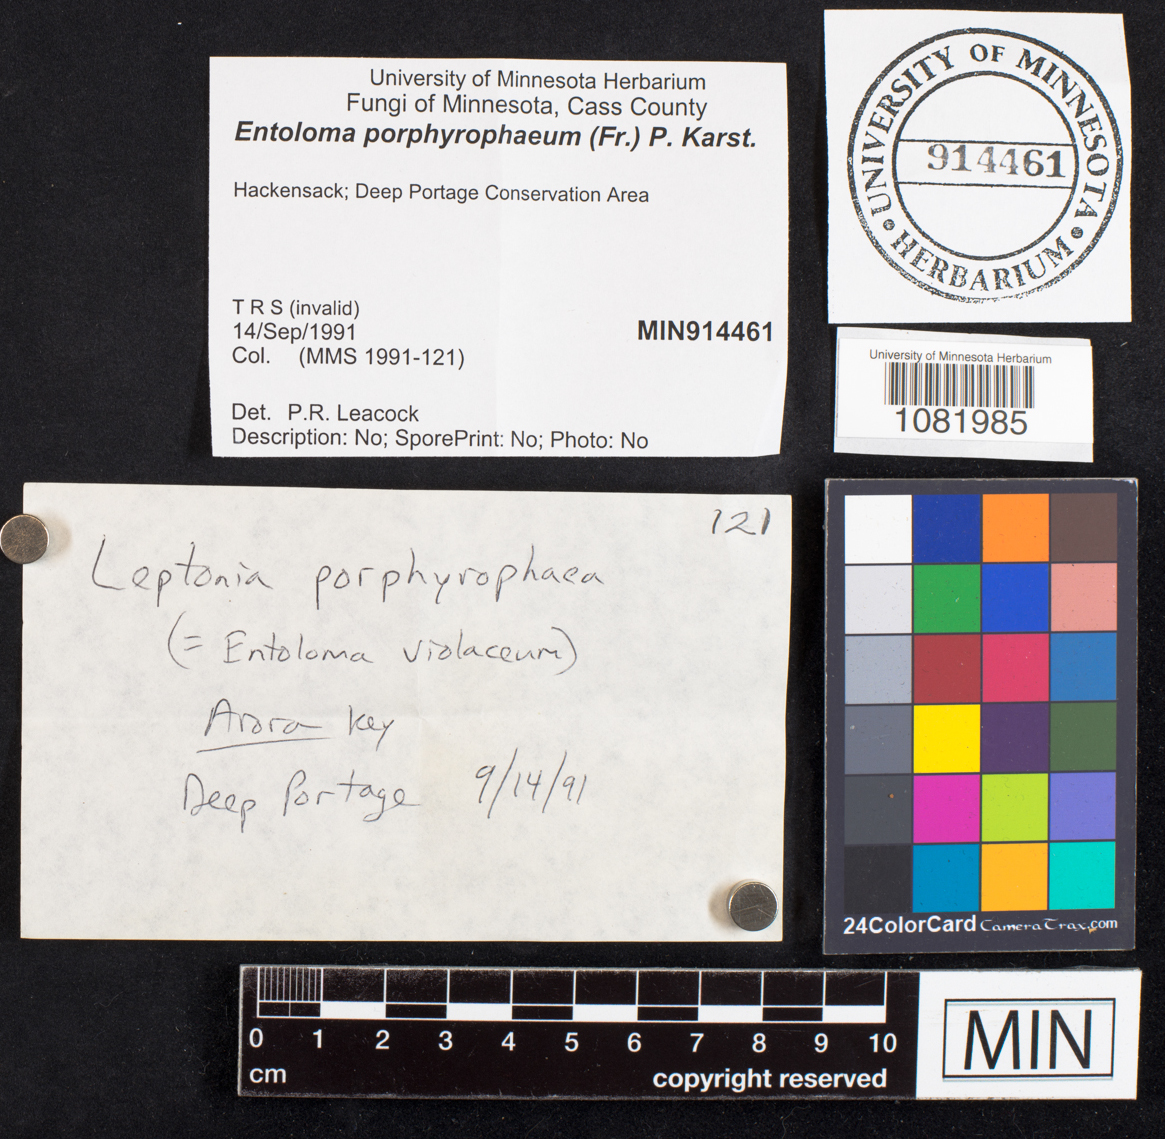 University of Minnesota Herbarium
Fungi of Minnesota, Cass County
Entoloma porphyrophaeum (Fr.) P. Karst.
Hackensack; Deep Portage Conservation Area
T R S (invalid)
14/Sep/1991
MIN914461
Col. (MMS 1991-121)
Det. P.R. Leacock
Description: No; SporePrint: No; Photo: No
UNIVERSITY OF MINNESOTA
914461
HERBARIUM
University of Minnesota Herbarium
1081985
121
Leptonia porphyrophaea
(= Entoloma violaceum)
Arora key
Deep Portage 9/14/91
24ColorCard CameraTrax.com
0 1 2 3 4 5 6 7 8 9 10
cm copyright reserved
MIN